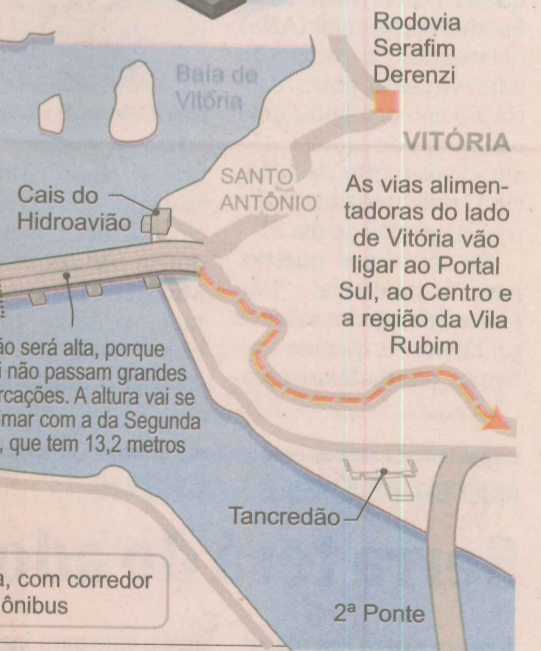 Rodovia
Serafim
Derenzi
Baía de
Vitória
VITÓRIA
SANTO
ANTÔNIO
Cais do
Hidroavião
As vias alimen-
tadoras do lado
de Vitória vão
ligar ao Portal
Sul, ao Centro e
a região da Vila
Rubim
ão será alta, porque
i não passam grandes
rcações. A altura vai se
imar com a da Segunda
, que tem 13,2 metros
Tancredão
a, com corredor
ônibus
2ª Ponte